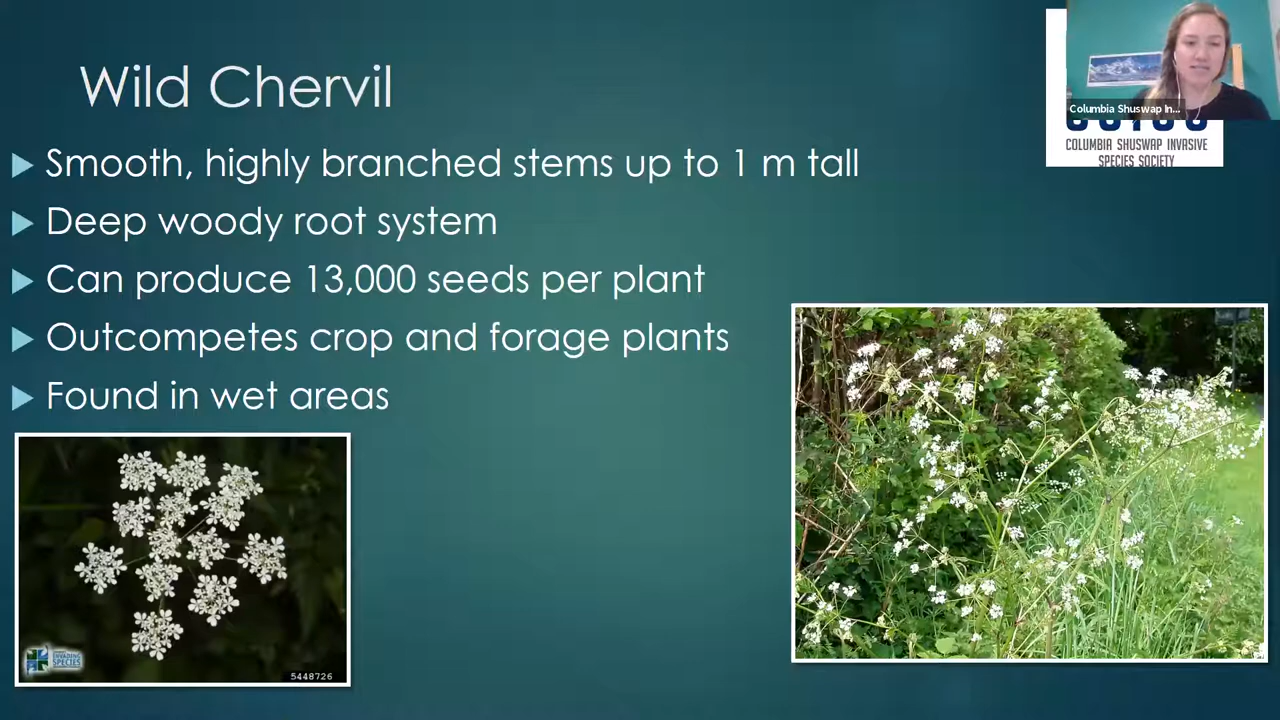 Wild Chervil
Smooth, highly branched stems up to 1 m tall
Deep woody root system
Can produce 13,000 seeds per plant
Outcompetes crop and forage plants
Found in wet areas
Columbia Shuswap In...
COLUMBIA SHUSWAP INVASIVE
SPECIES SOCIETY
INVADING
SPECIES
5448726